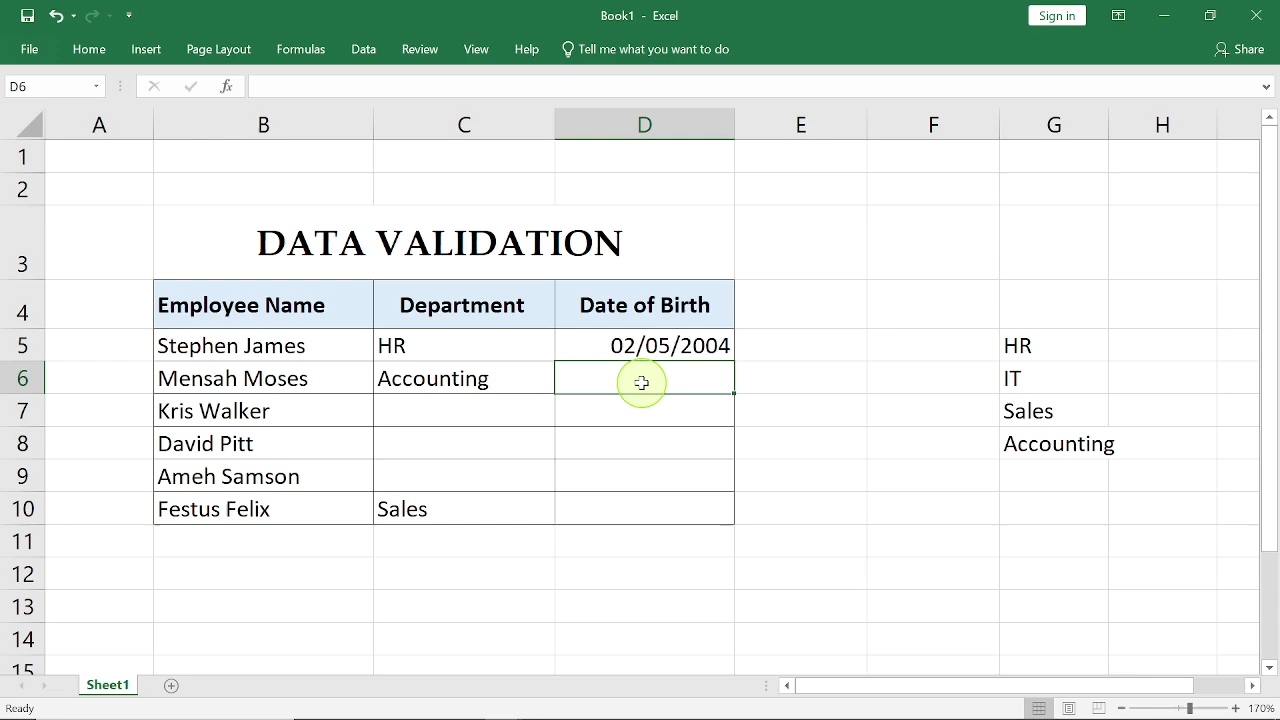 Book1 - Excel
Sign in
File Home Insert Page Layout Formulas Data Review View Help Tell me what you want to do Share
D6 fx
A B C D E F G H
1
2
3 DATA VALIDATION
4 Employee Name Department Date of Birth
5 Stephen James HR 02/05/2004 HR
6 Mensah Moses Accounting IT
7 Kris Walker Sales
8 David Pitt Accounting
9 Ameh Samson
10 Festus Felix Sales
11
12
13
14
15
Sheet1
Ready 170%